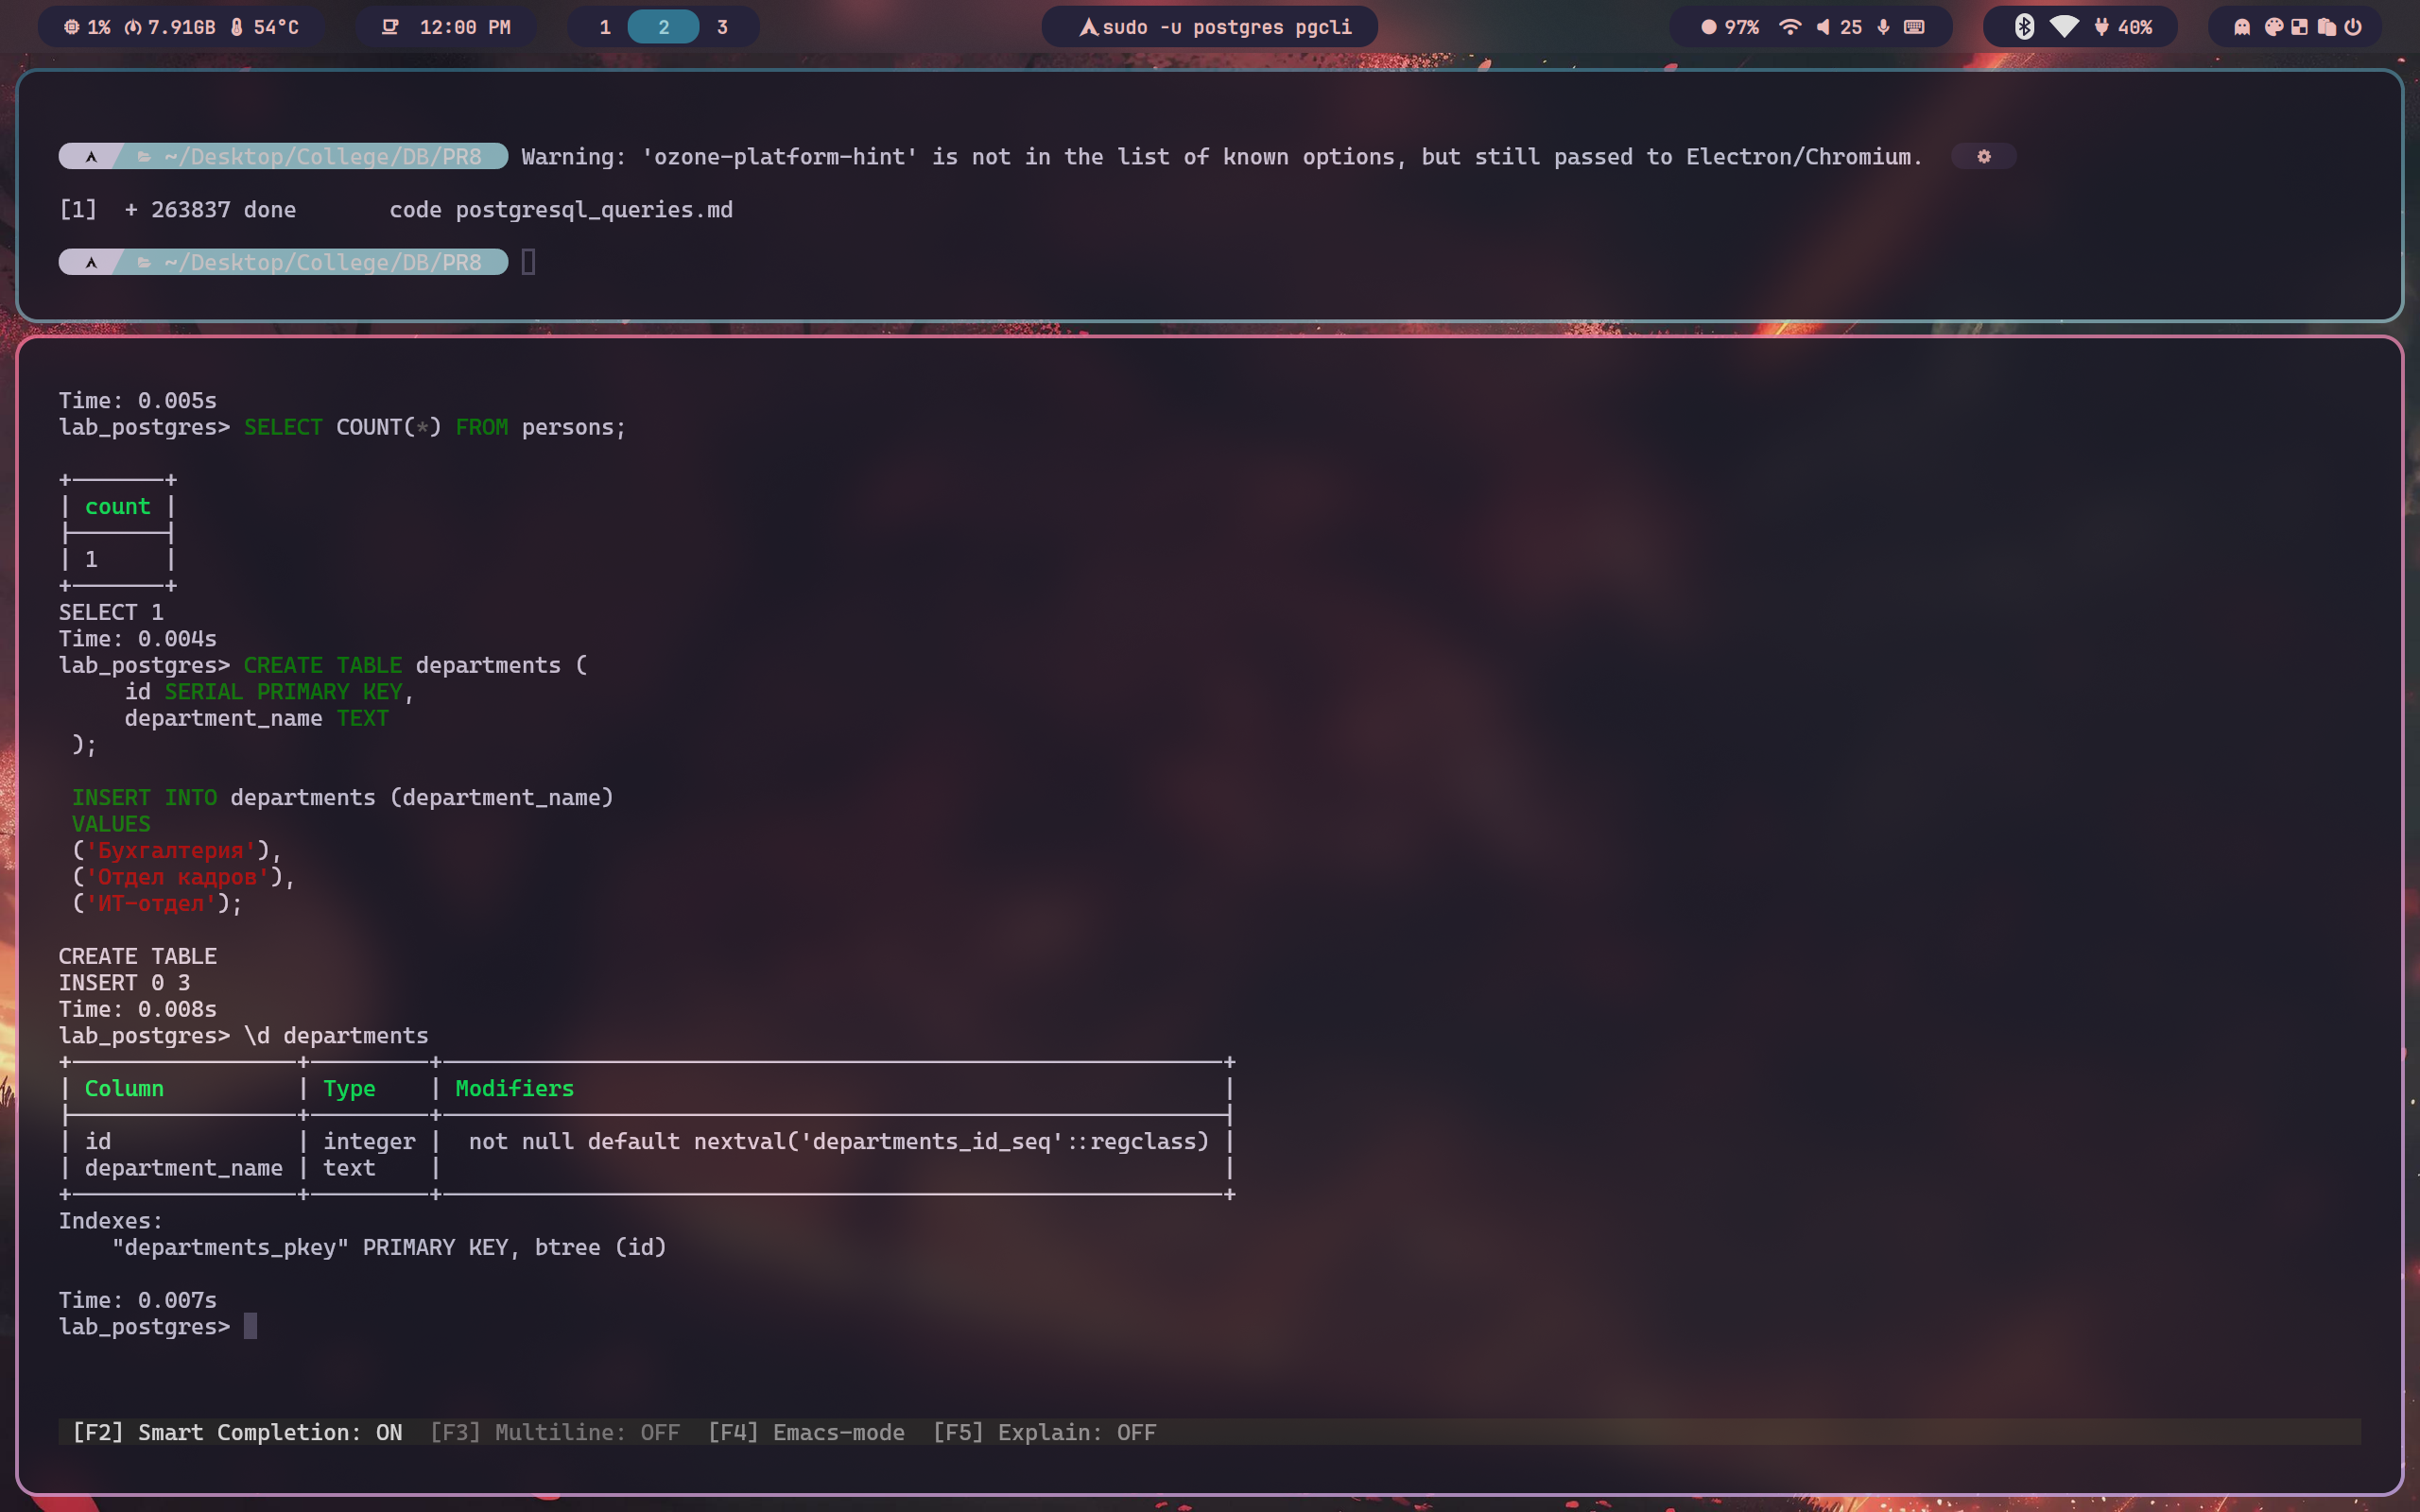 1% 7.91GB 54°C 12:00 PM 1 2 3 sudo -u postgres pgcli 97% 25 40%
~/Desktop/College/DB/PR8 Warning: 'ozone-platform-hint' is not in the list of known options, but still passed to Electron/Chromium.
[1]  + 263837 done       code postgresql_queries.md
~/Desktop/College/DB/PR8
Time: 0.005s
lab_postgres> SELECT COUNT(*) FROM persons;
+-------+
| count |
|-------|
| 1     |
+-------+
SELECT 1
Time: 0.004s
lab_postgres> CREATE TABLE departments (
     id SERIAL PRIMARY KEY,
     department_name TEXT
 );
 INSERT INTO departments (department_name)
 VALUES
 ('Бухгалтерия'),
 ('Отдел кадров'),
 ('ИТ-отдел');
CREATE TABLE
INSERT 0 3
Time: 0.008s
lab_postgres> \d departments
+-----------------+---------+-----------------------------------------------------------+
| Column          | Type    | Modifiers                                                 |
|-----------------+---------+-----------------------------------------------------------|
| id              | integer |  not null default nextval('departments_id_seq'::regclass) |
| department_name | text    |                                                           |
+-----------------+---------+-----------------------------------------------------------+
Indexes:
    "departments_pkey" PRIMARY KEY, btree (id)
Time: 0.007s
lab_postgres>
[F2] Smart Completion: ON  [F3] Multiline: OFF  [F4] Emacs-mode  [F5] Explain: OFF